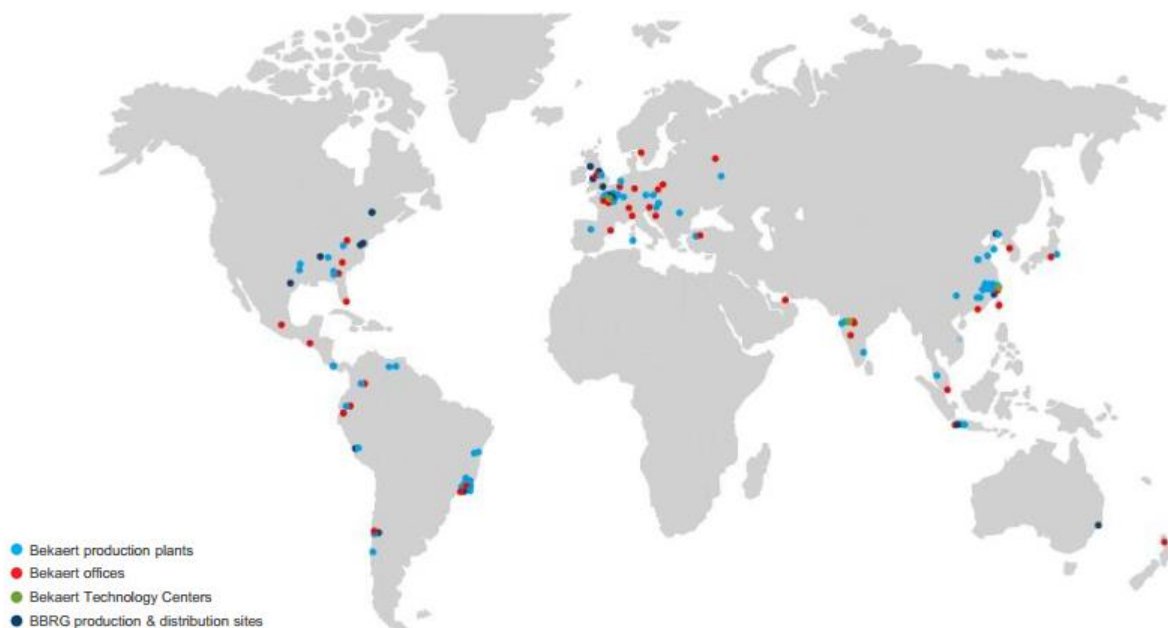 Bekaert production plants
Bekaert offices
Bekaert Technology Centers
BBRG production & distribution sites